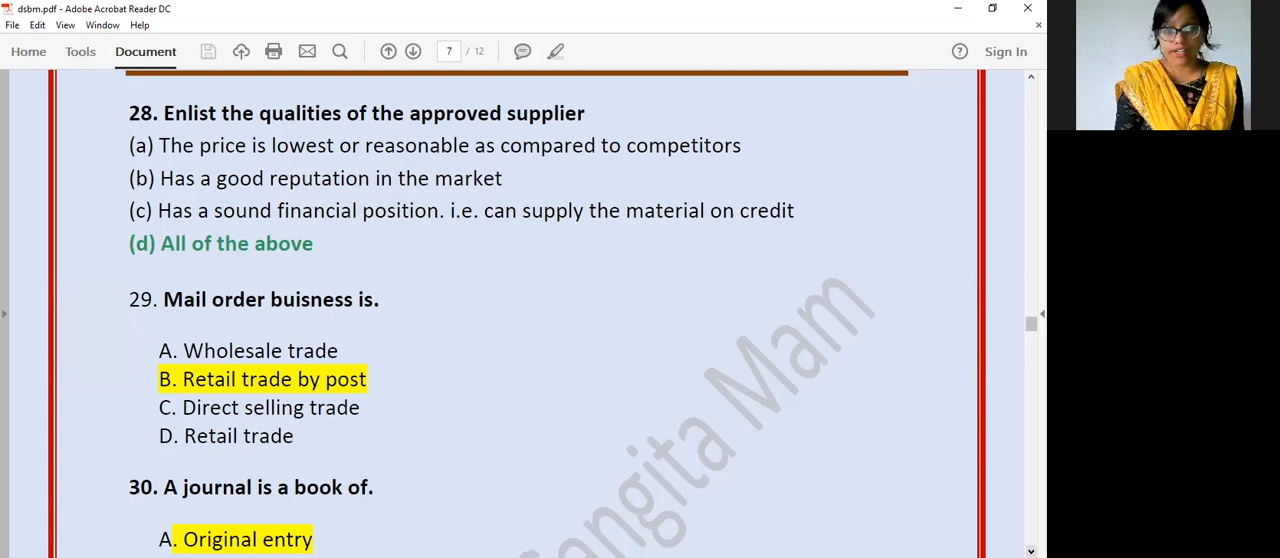 dsbm.pdf - Adobe Acrobat Reader DC
File Edit View Window Help
Home Tools Document 7 / 12 Sign In
28. Enlist the qualities of the approved supplier
(a) The price is lowest or reasonable as compared to competitors
(b) Has a good reputation in the market
(c) Has a sound financial position. i.e. can supply the material on credit
(d) All of the above
29. Mail order buisness is.
A. Wholesale trade
B. Retail trade by post
C. Direct selling trade
D. Retail trade
30. A journal is a book of.
A. Original entry
Sangita Mam